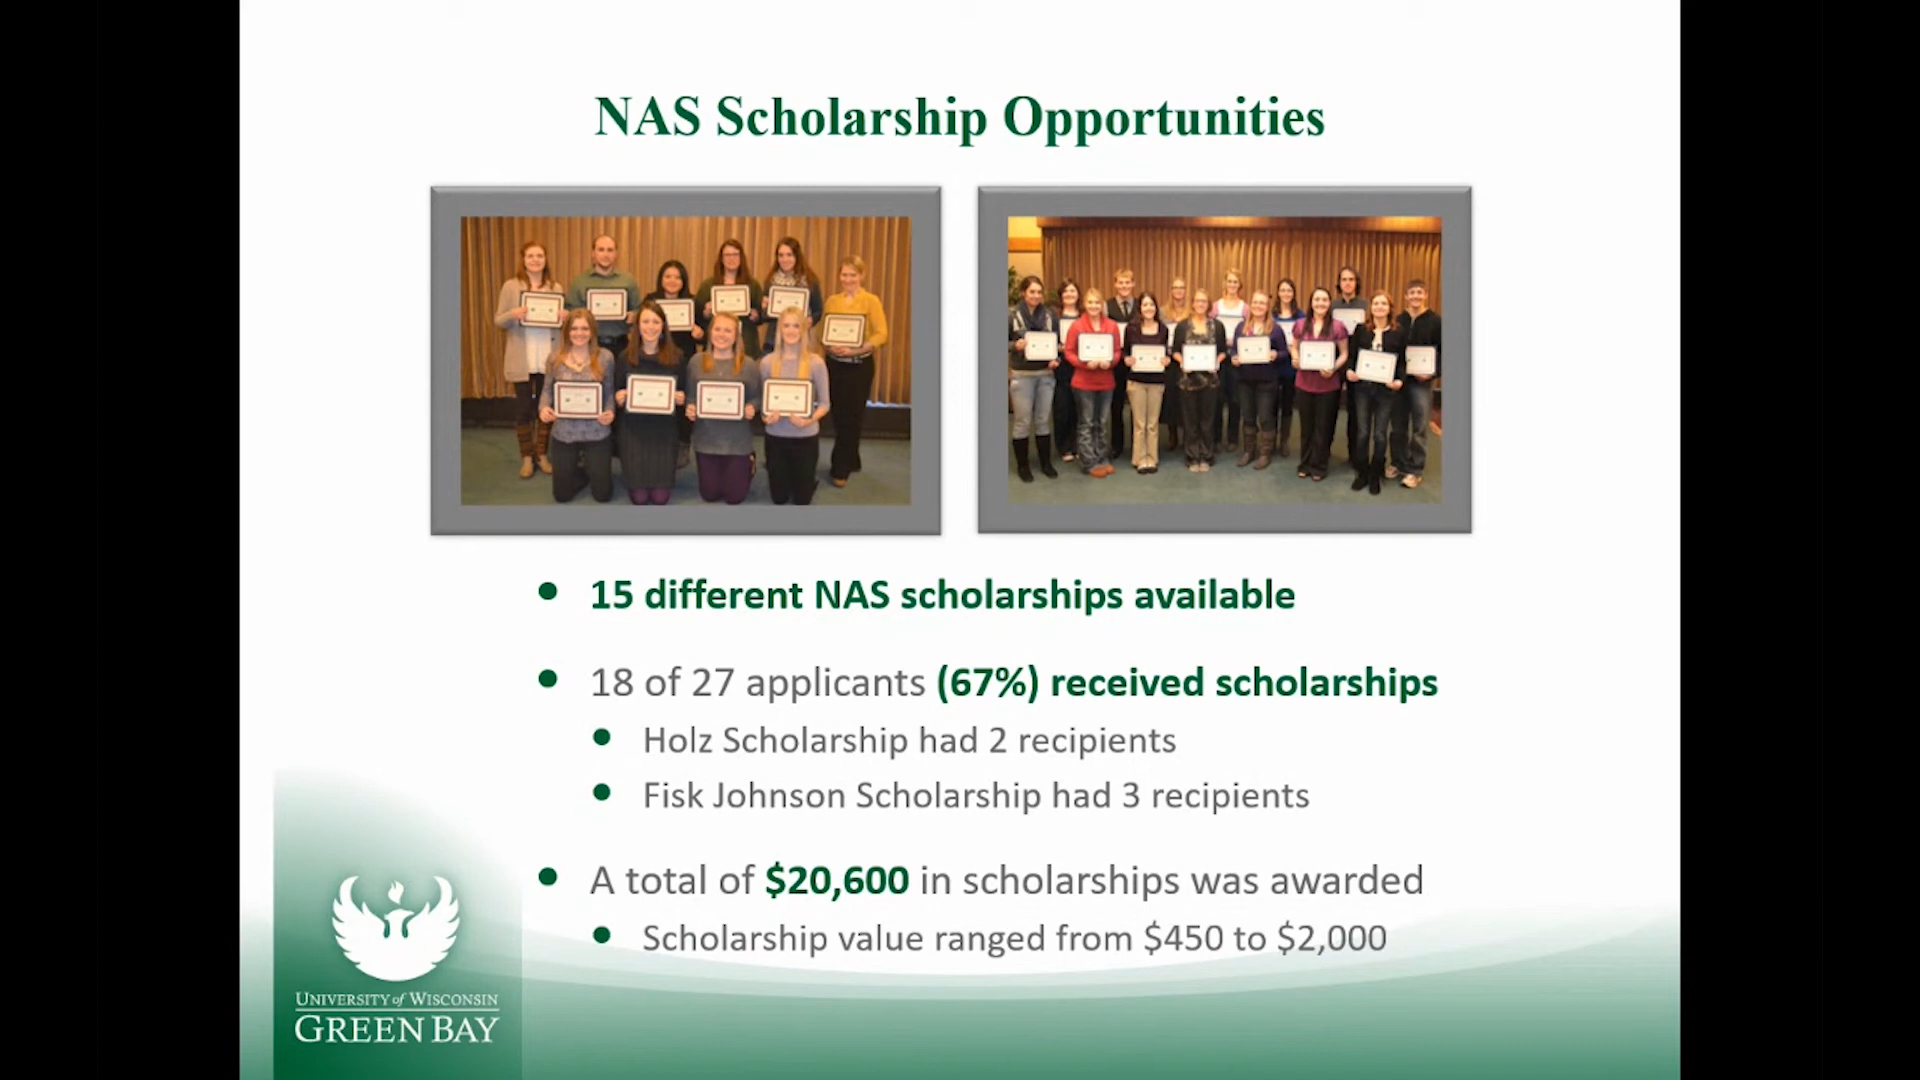 NAS Scholarship Opportunities
15 different NAS scholarships available
18 of 27 applicants (67%) received scholarships
Holz Scholarship had 2 recipients
Fisk Johnson Scholarship had 3 recipients
A total of $20,600 in scholarships was awarded
Scholarship value ranged from $450 to $2,000
UNIVERSITY of WISCONSIN
GREEN BAY